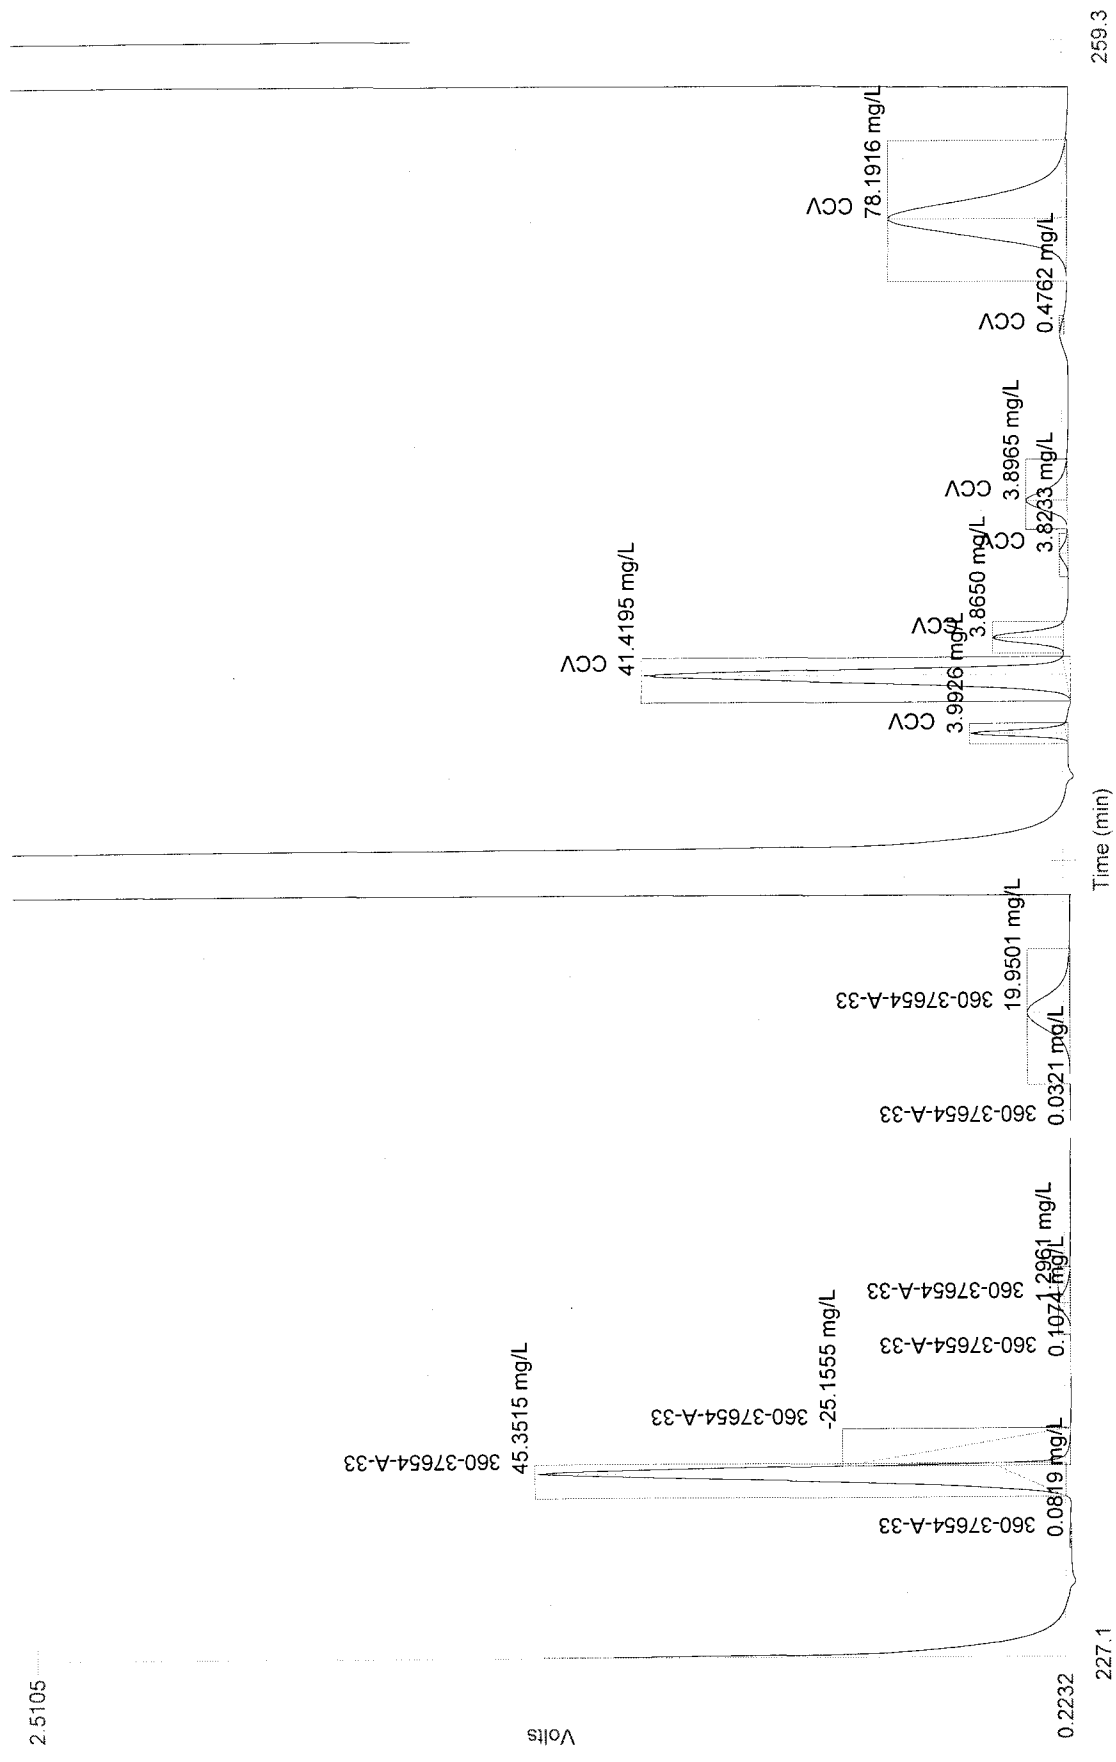 2.5105
Volts
0.2232
227.1
Time (min)
259.3
360-37654-A-33
0.0819 mg/L
360-37654-A-33
45.3515 mg/L
360-37654-A-33
-25.1555 mg/L
360-37654-A-33
0.1074 mg/L
360-37654-A-33
1.2961 mg/L
360-37654-A-33
0.0321 mg/L
360-37654-A-33
19.9501 mg/L
CCV
3.9926 mg/L
CCV
41.4195 mg/L
CCV
3.8650 mg/L
CCV
3.8233 mg/L
CCV
3.8965 mg/L
CCV
0.4762 mg/L
CCV
78.1916 mg/L